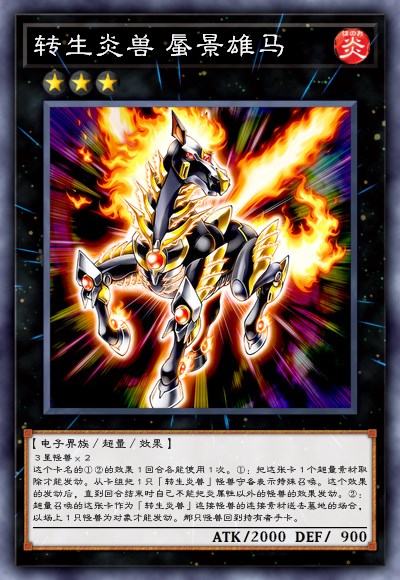 转生炎兽 蜃景雄马
炎
ほのお
【电子界族/超量/效果】
3星怪兽×2
这个卡名的①②的效果1回合各能使用1次。①：把这张卡1个超量素材取
除才能发动。从卡组把1只「转生炎兽」怪兽守备表示特殊召唤。这个效果
的发动后，直到回合结束时自己不能把炎属性以外的怪兽的效果发动。②：
超量召唤的这张卡作为「转生炎兽」连接怪兽的连接素材送去墓地的场合，
以场上1只怪兽为对象才能发动。那只怪兽回到持有者手卡。
ATK/2000 DEF/ 900